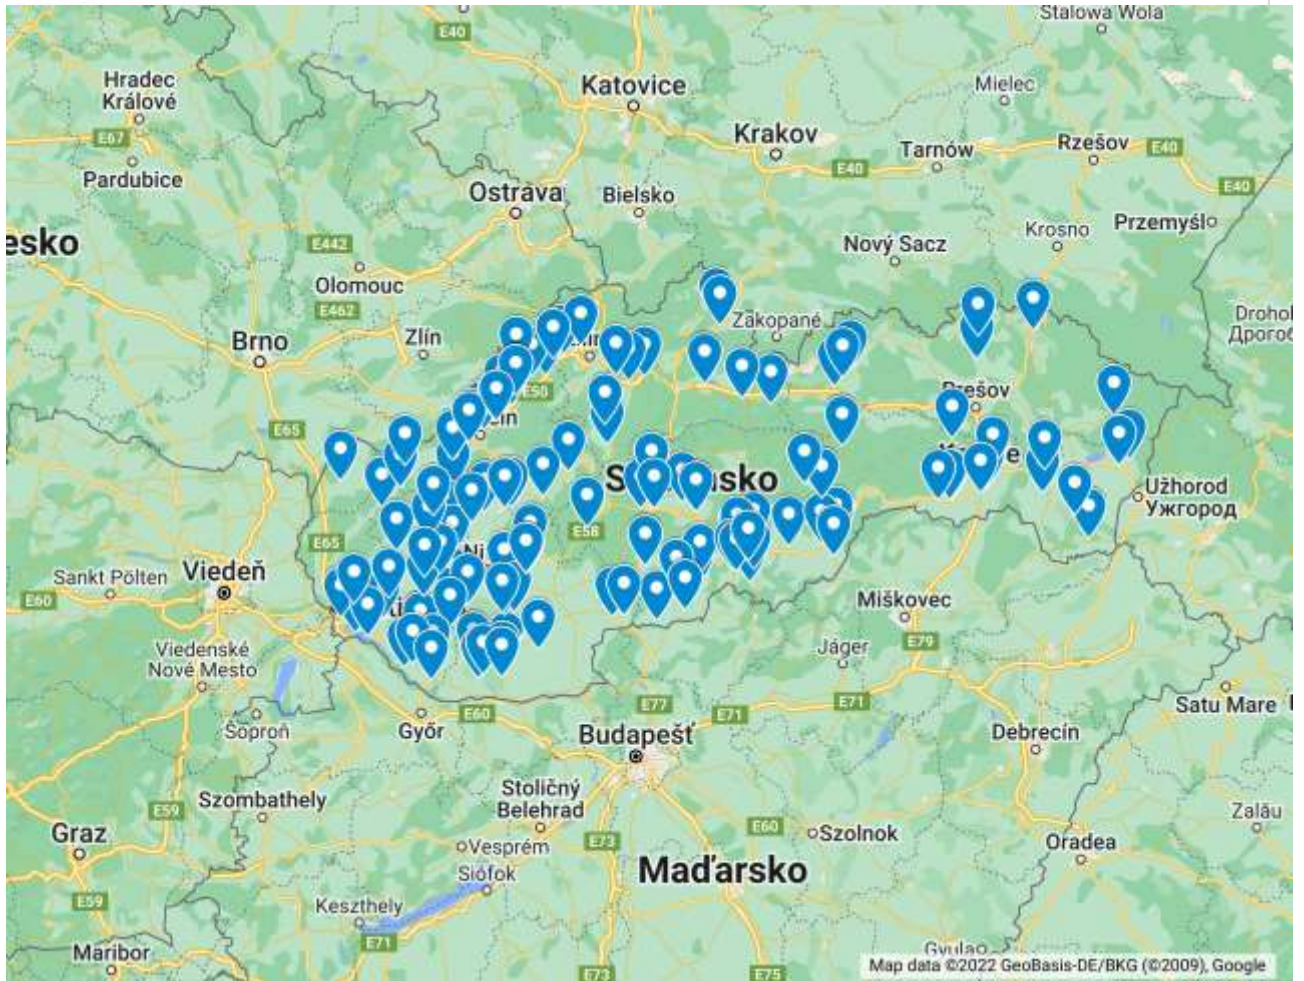 Stalowa Wola
E40
Hradec
Králové
Katovice
Mielec
E67
Krakov
Tarnów
Rzešov
E40
E40
Pardubice
Ostráva
Bielsko
E40
esko
E442
Nový Sacz
Krosno
Przemyśl
Olomouc
E462
Zakopané
Drohob
Дрогоб
Brno
Zlín
E50
E65
Užhorod
Ужгород
E58
E65
Sankt Pölten
Viedeň
E60
Miškovec
Viedenské
Nové Mesto
E79
Jáger
Šoproň
Győr
E60
E77
E71
E71
Satu Mare
Budapešť
Debrecín
Szombathely
Stoličný
Belehrad
E59
E60
Szolnok
Zalău
Graz
E73
Oradea
Vesprém
Maďarsko
Siófok
E59
Keszthely
E71
Maribor
Gyula
E73
E75
Map data ©2022 GeoBasis-DE/BKG (©2009), Google